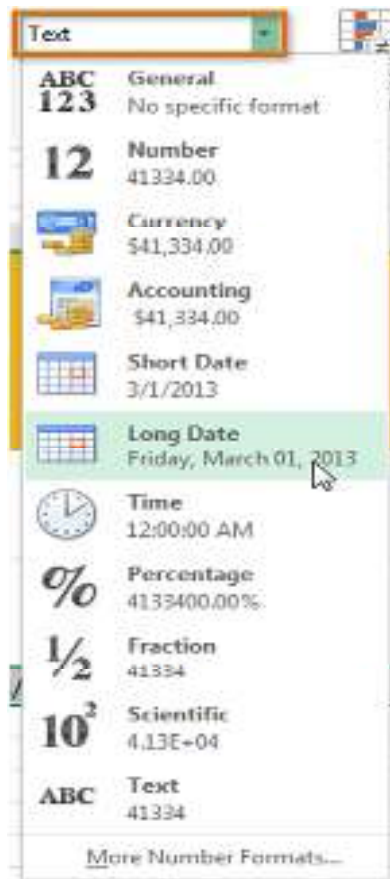 Text
ABC
123
General
No specific format
12
Number
41334.00
Currency
$41,334.00
Accounting
$41,334.00
Short Date
3/1/2013
Long Date
Friday, March 01, 2013
Time
12:00:00 AM
%
Percentage
4133400.00%
1/2
Fraction
41334
10²
Scientific
4.13E+04
ABC
Text
41334
More Number Formats...